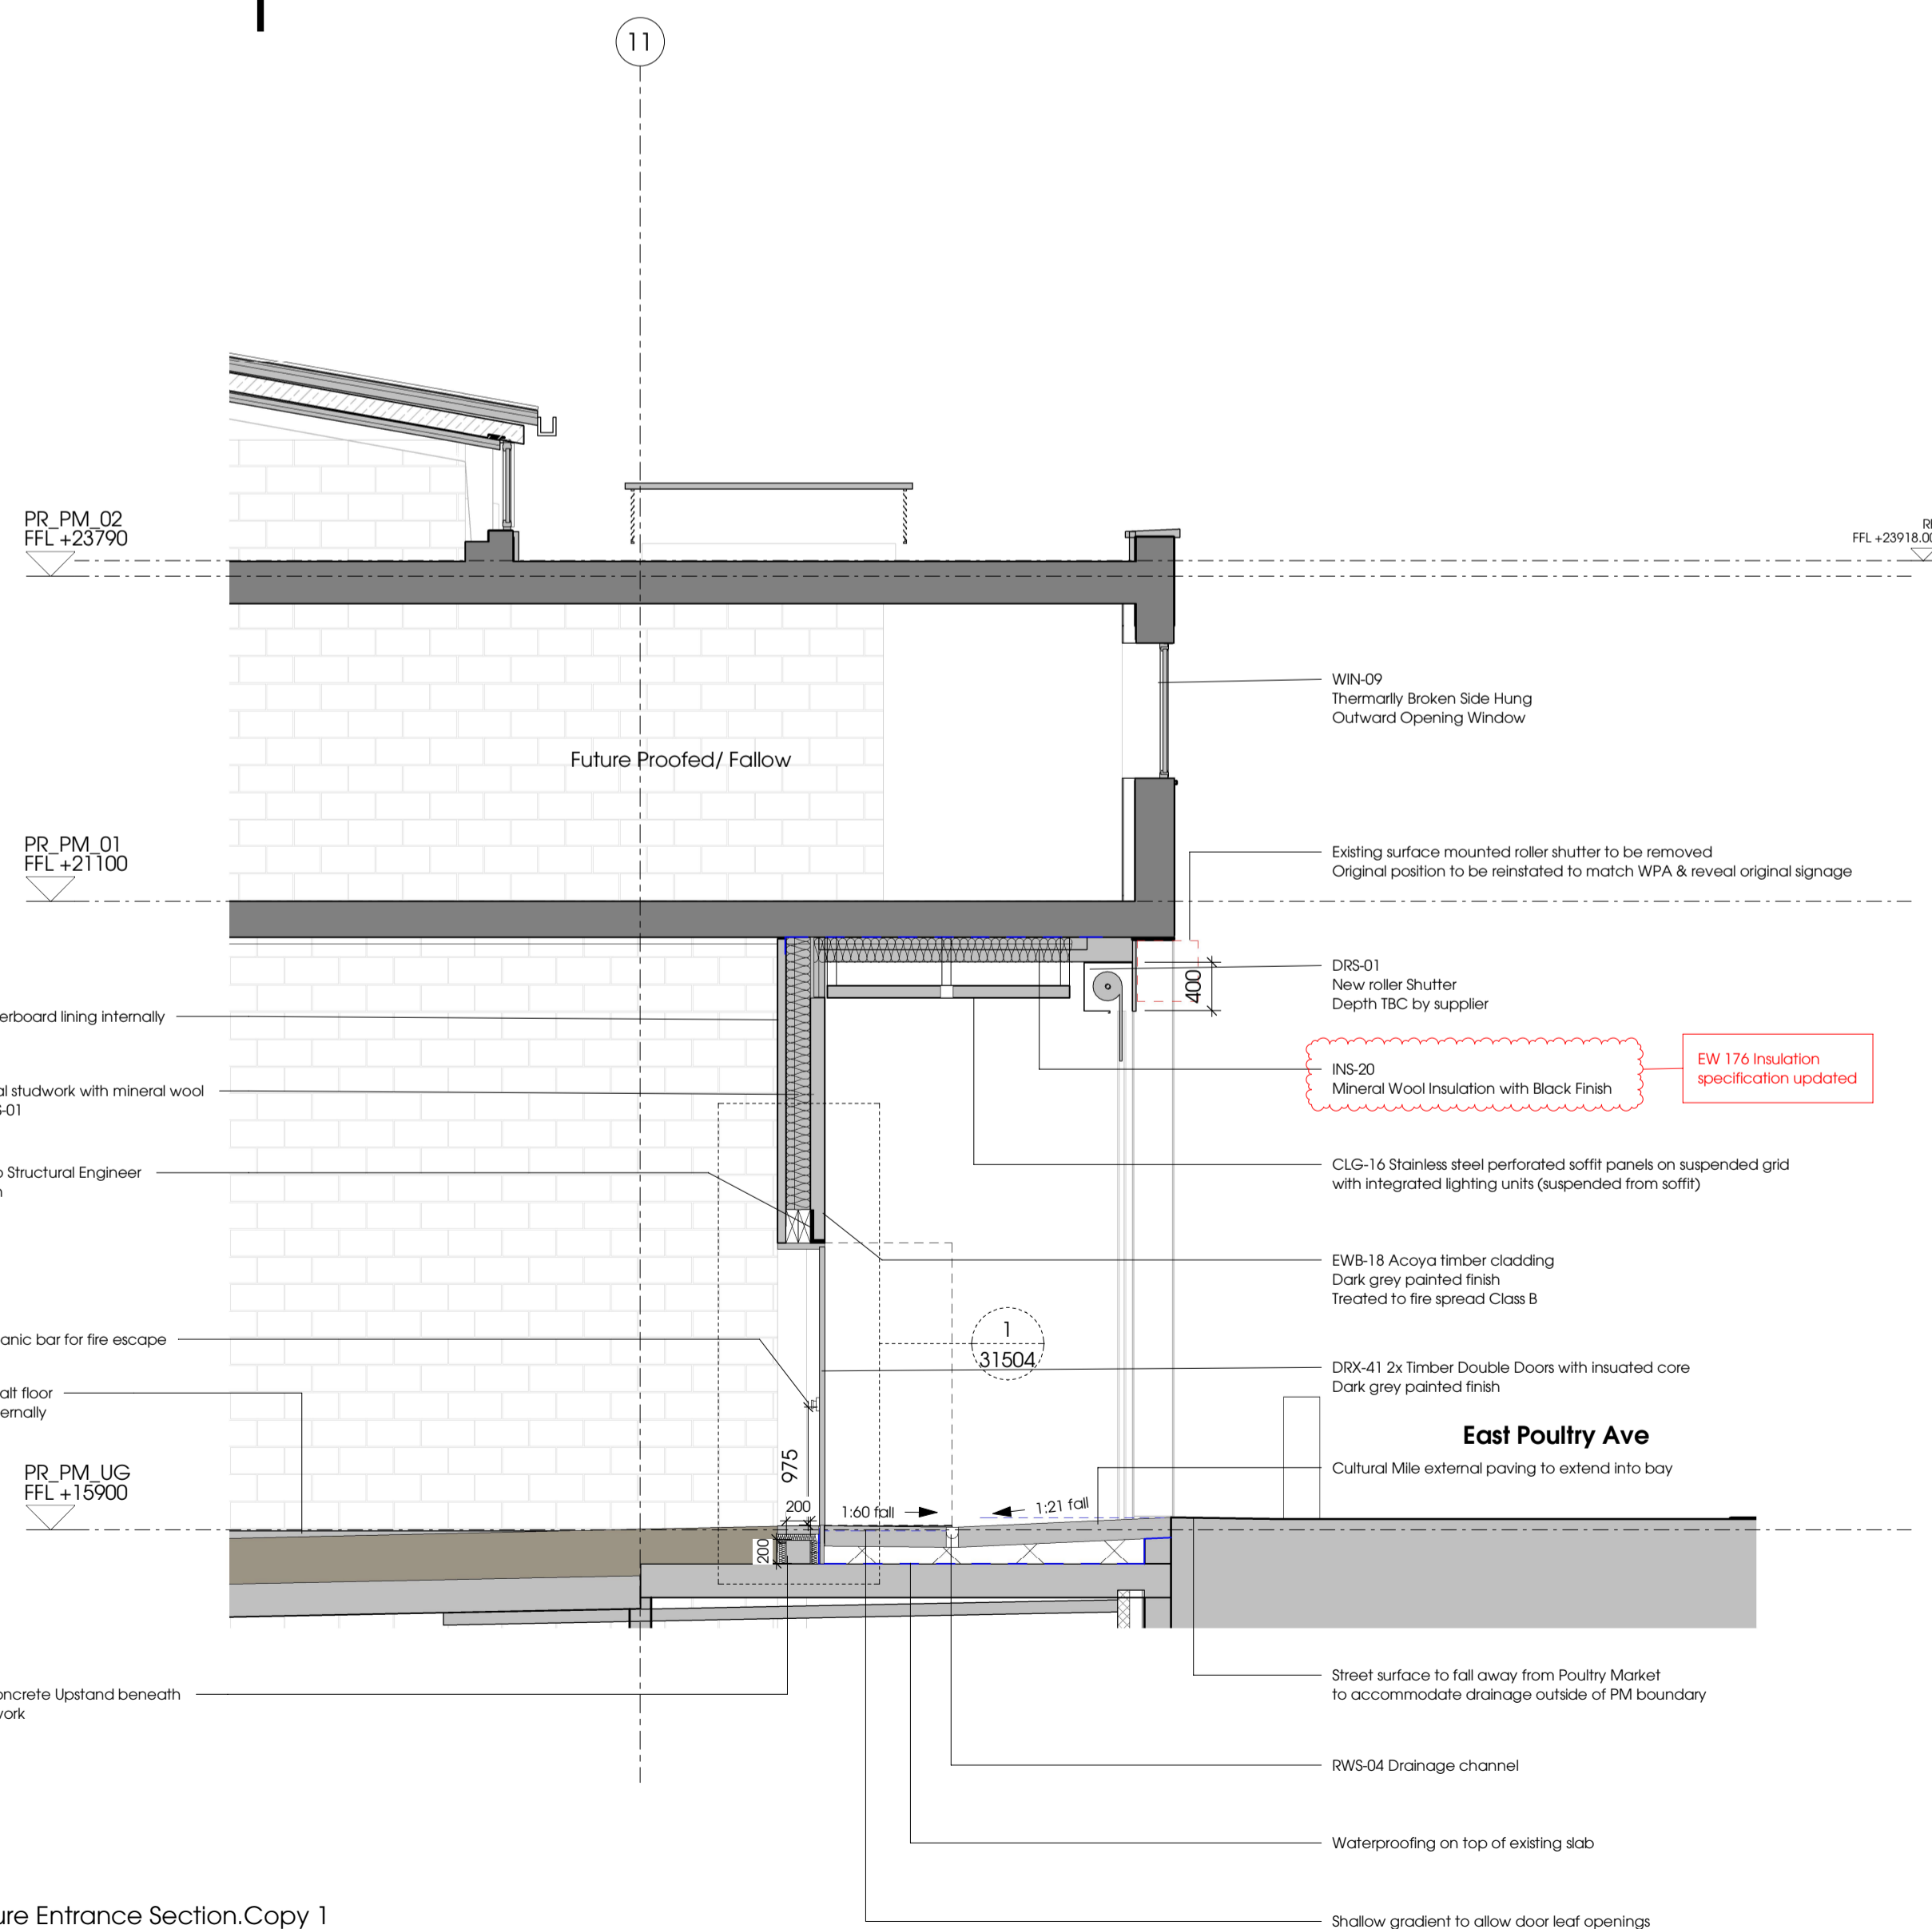 11
PR_PM_02
FFL +23790
FFL +23918.00
WIN-09
Thermarlly Broken Side Hung
Outward Opening Window
Future Proofed/ Fallow
PR_PM_01
FFL +21100
Existing surface mounted roller shutter to be removed
Original position to be reinstated to match WPA & reveal original signage
DRS-01
New roller Shutter
Depth TBC by supplier
400
erboard lining internally
INS-20
Mineral Wool Insulation with Black Finish
EW 176 Insulation
specification updated
al studwork with mineral wool
-01
CLG-16 Stainless steel perforated soffit panels on suspended grid
with integrated lighting units (suspended from soffit)
Structural Engineer
EWB-18 Acoya timber cladding
Dark grey painted finish
Treated to fire spread Class B
1
31504
anic bar for fire escape
DRX-41 2x Timber Double Doors with insuated core
Dark grey painted finish
alt floor
ernally
East Poultry Ave
Cultural Mile external paving to extend into bay
PR_PM_UG
FFL +15900
975
200
1:60 fall
1:21 fall
200
oncrete Upstand beneath
work
Street surface to fall away from Poultry Market
to accommodate drainage outside of PM boundary
RWS-04 Drainage channel
Waterproofing on top of existing slab
Shallow gradient to allow door leaf openings
ure Entrance Section.Copy 1